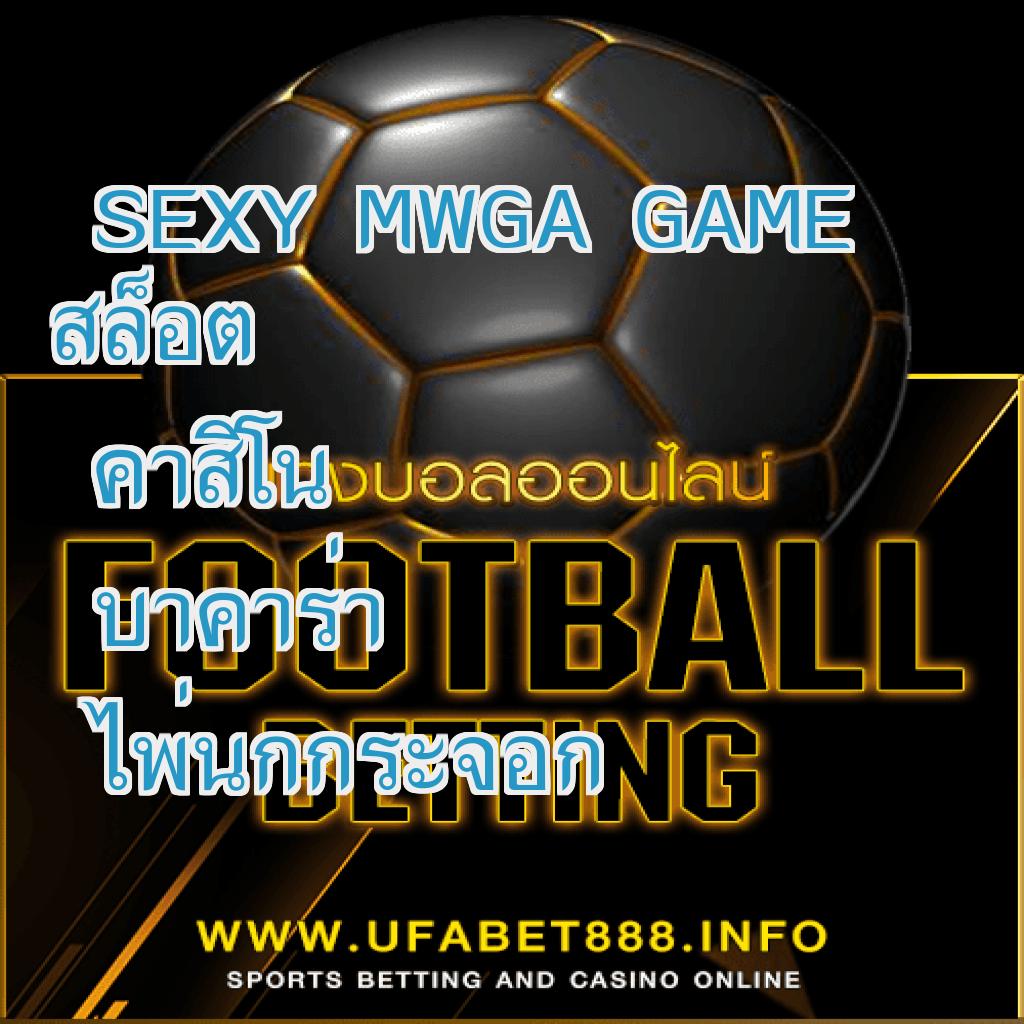 SEXY MWGA GAME
สล็อต
คาสิโน
งบอลออนไลน์
FOOTBALL
บาคาร่า
BETTING
ไพ่นกกระจอก
WWW.UFABET888.INFO
SPORTS BETTING AND CASINO ONLINE